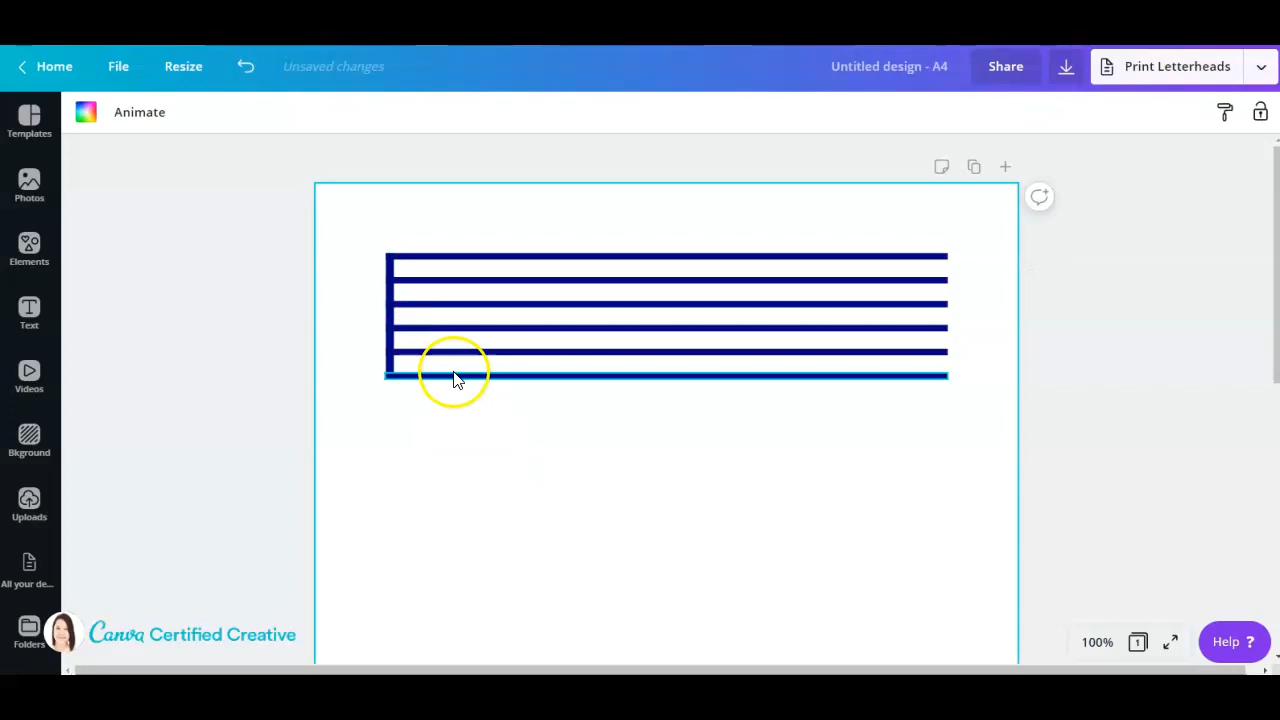 Home File Resize Unsaved changes Untitled design - A4 Share Print Letterheads
Animate
Templates
Photos
Elements
Text
Videos
Bkground
Uploads
All your de...
Folders
Canva Certified Creative
100% 1 Help ?